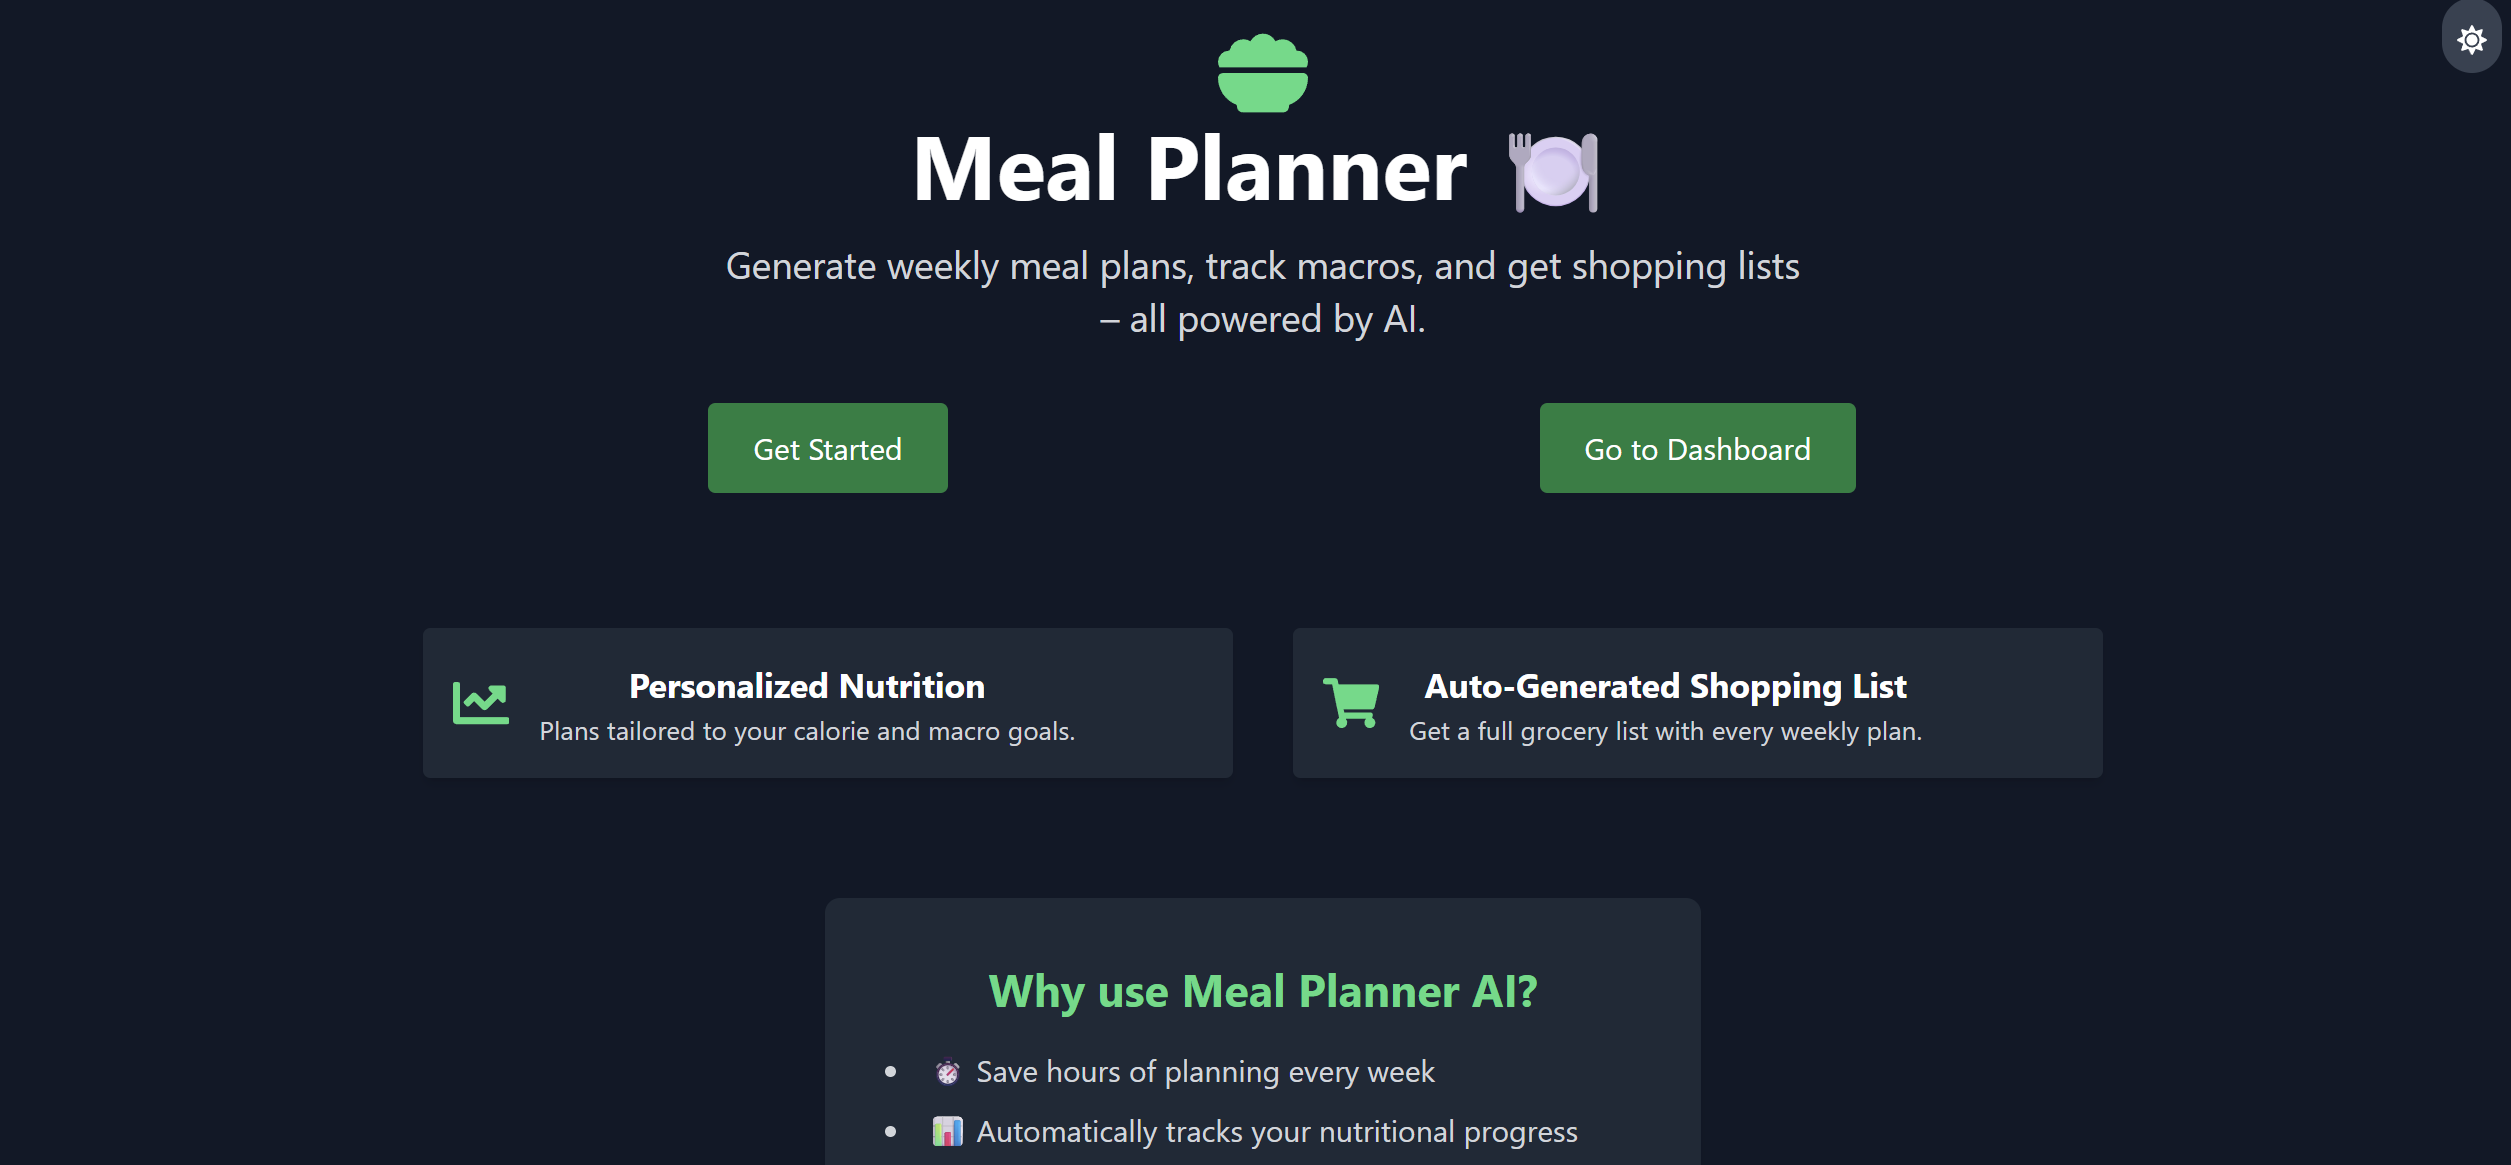 Meal Planner 🍽️
Generate weekly meal plans, track macros, and get shopping lists
– all powered by AI.
Get Started
Go to Dashboard
Personalized Nutrition
Plans tailored to your calorie and macro goals.
Auto-Generated Shopping List
Get a full grocery list with every weekly plan.
Why use Meal Planner AI?
• ⏱️ Save hours of planning every week
• 📊 Automatically tracks your nutritional progress